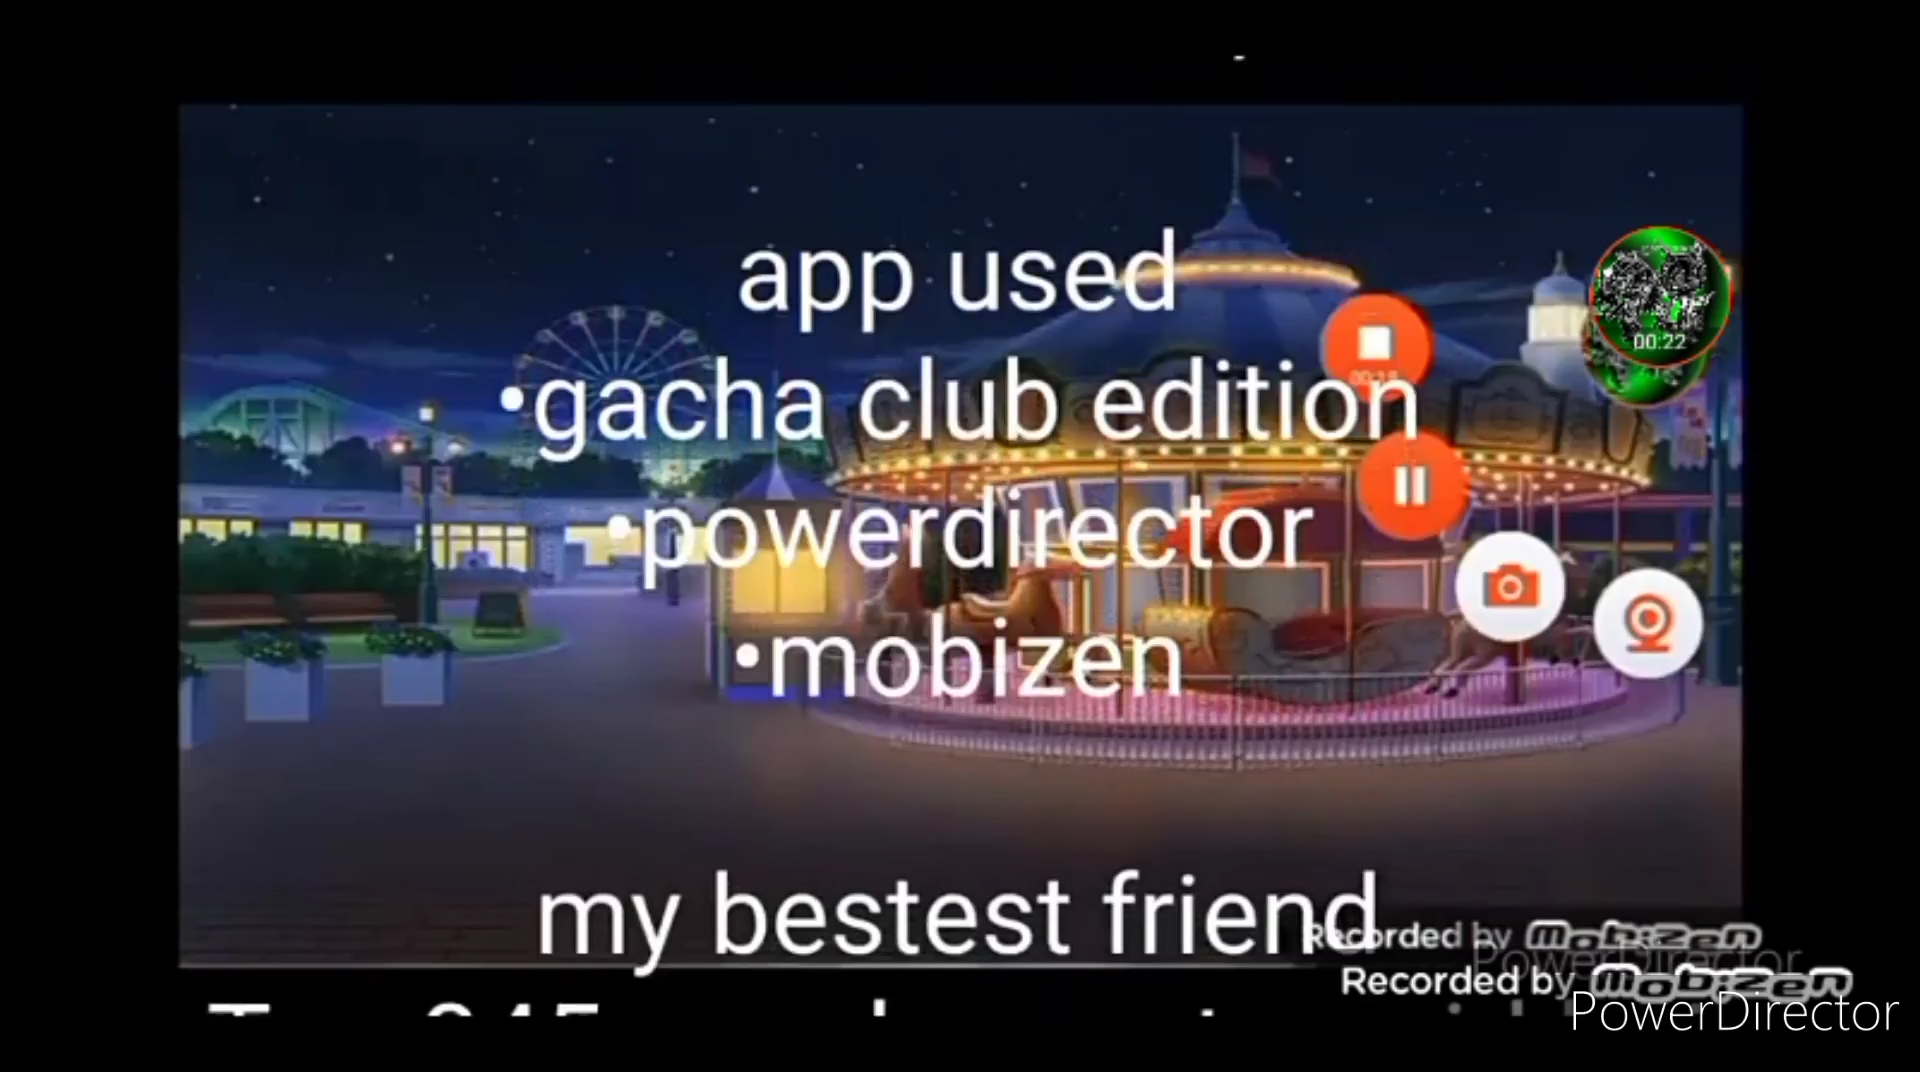 app used
•gacha club edition
•powerdirector
•mobizen
my bestest friend
00:22
Recorded by Mobizen
PowerDirector
Recorded by Mobizen
PowerDirector